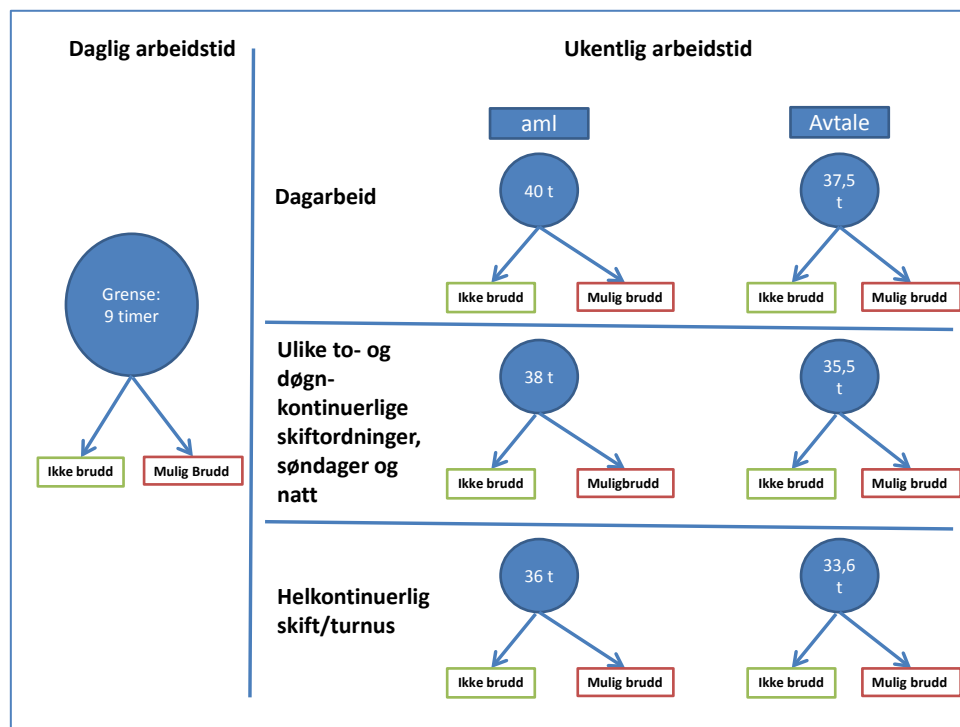 Daglig arbeidstid
Ukentlig arbeidstid
aml
Avtale
Dagarbeid
40 t
37,5
t
Ikke brudd
Mulig brudd
Ikke brudd
Mulig brudd
Grense:
9 timer
Ikke brudd
Mulig Brudd
Ulike to- og
døgn-
kontinuerlige
skiftordninger,
søndager og
natt
38 t
35,5
t
Ikke brudd
Muligbrudd
Ikke brudd
Mulig brudd
Helkontinuerlig
skift/turnus
36 t
33,6
t
Ikke brudd
Mulig brudd
Ikke brudd
Mulig brudd